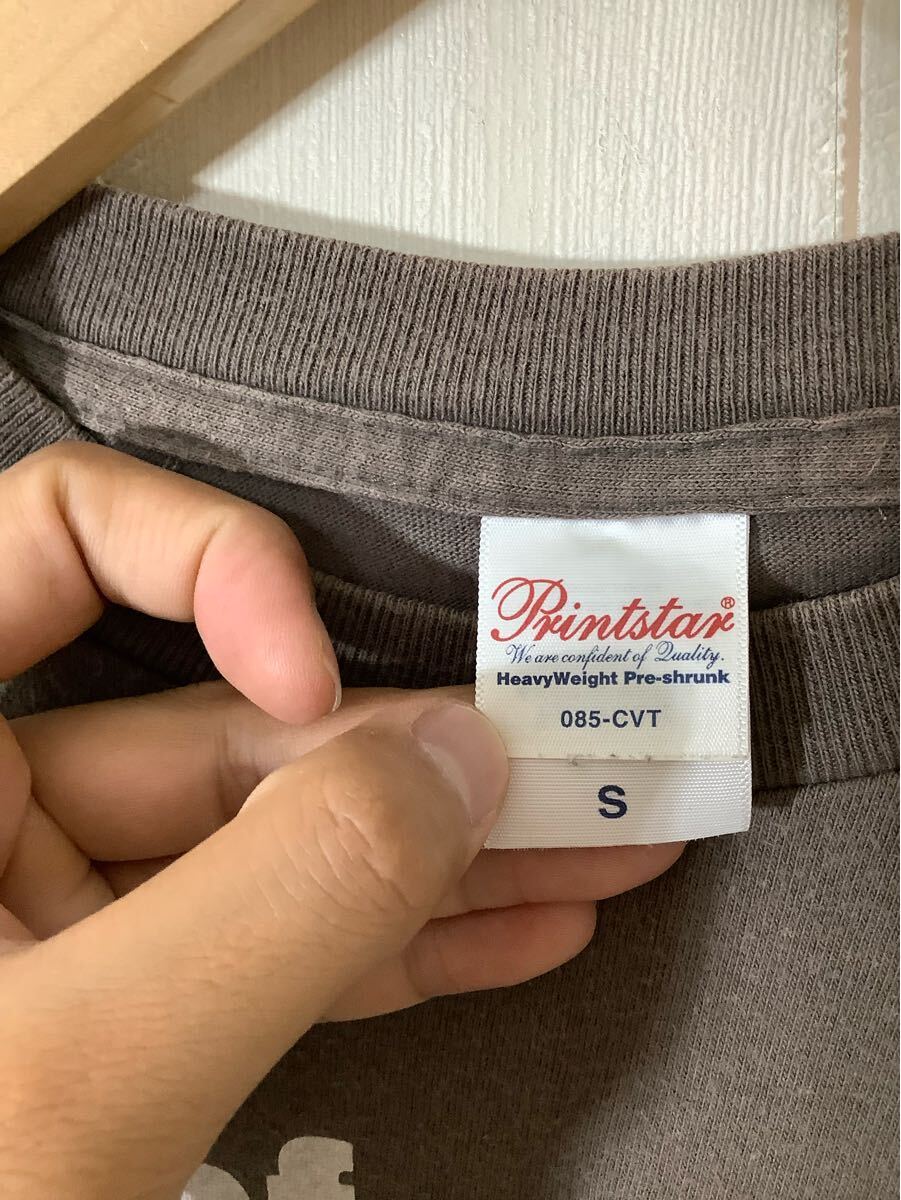 Printstar®
We are confident of Quality.
HeavyWeight Pre-shrunk
085-CVT
S